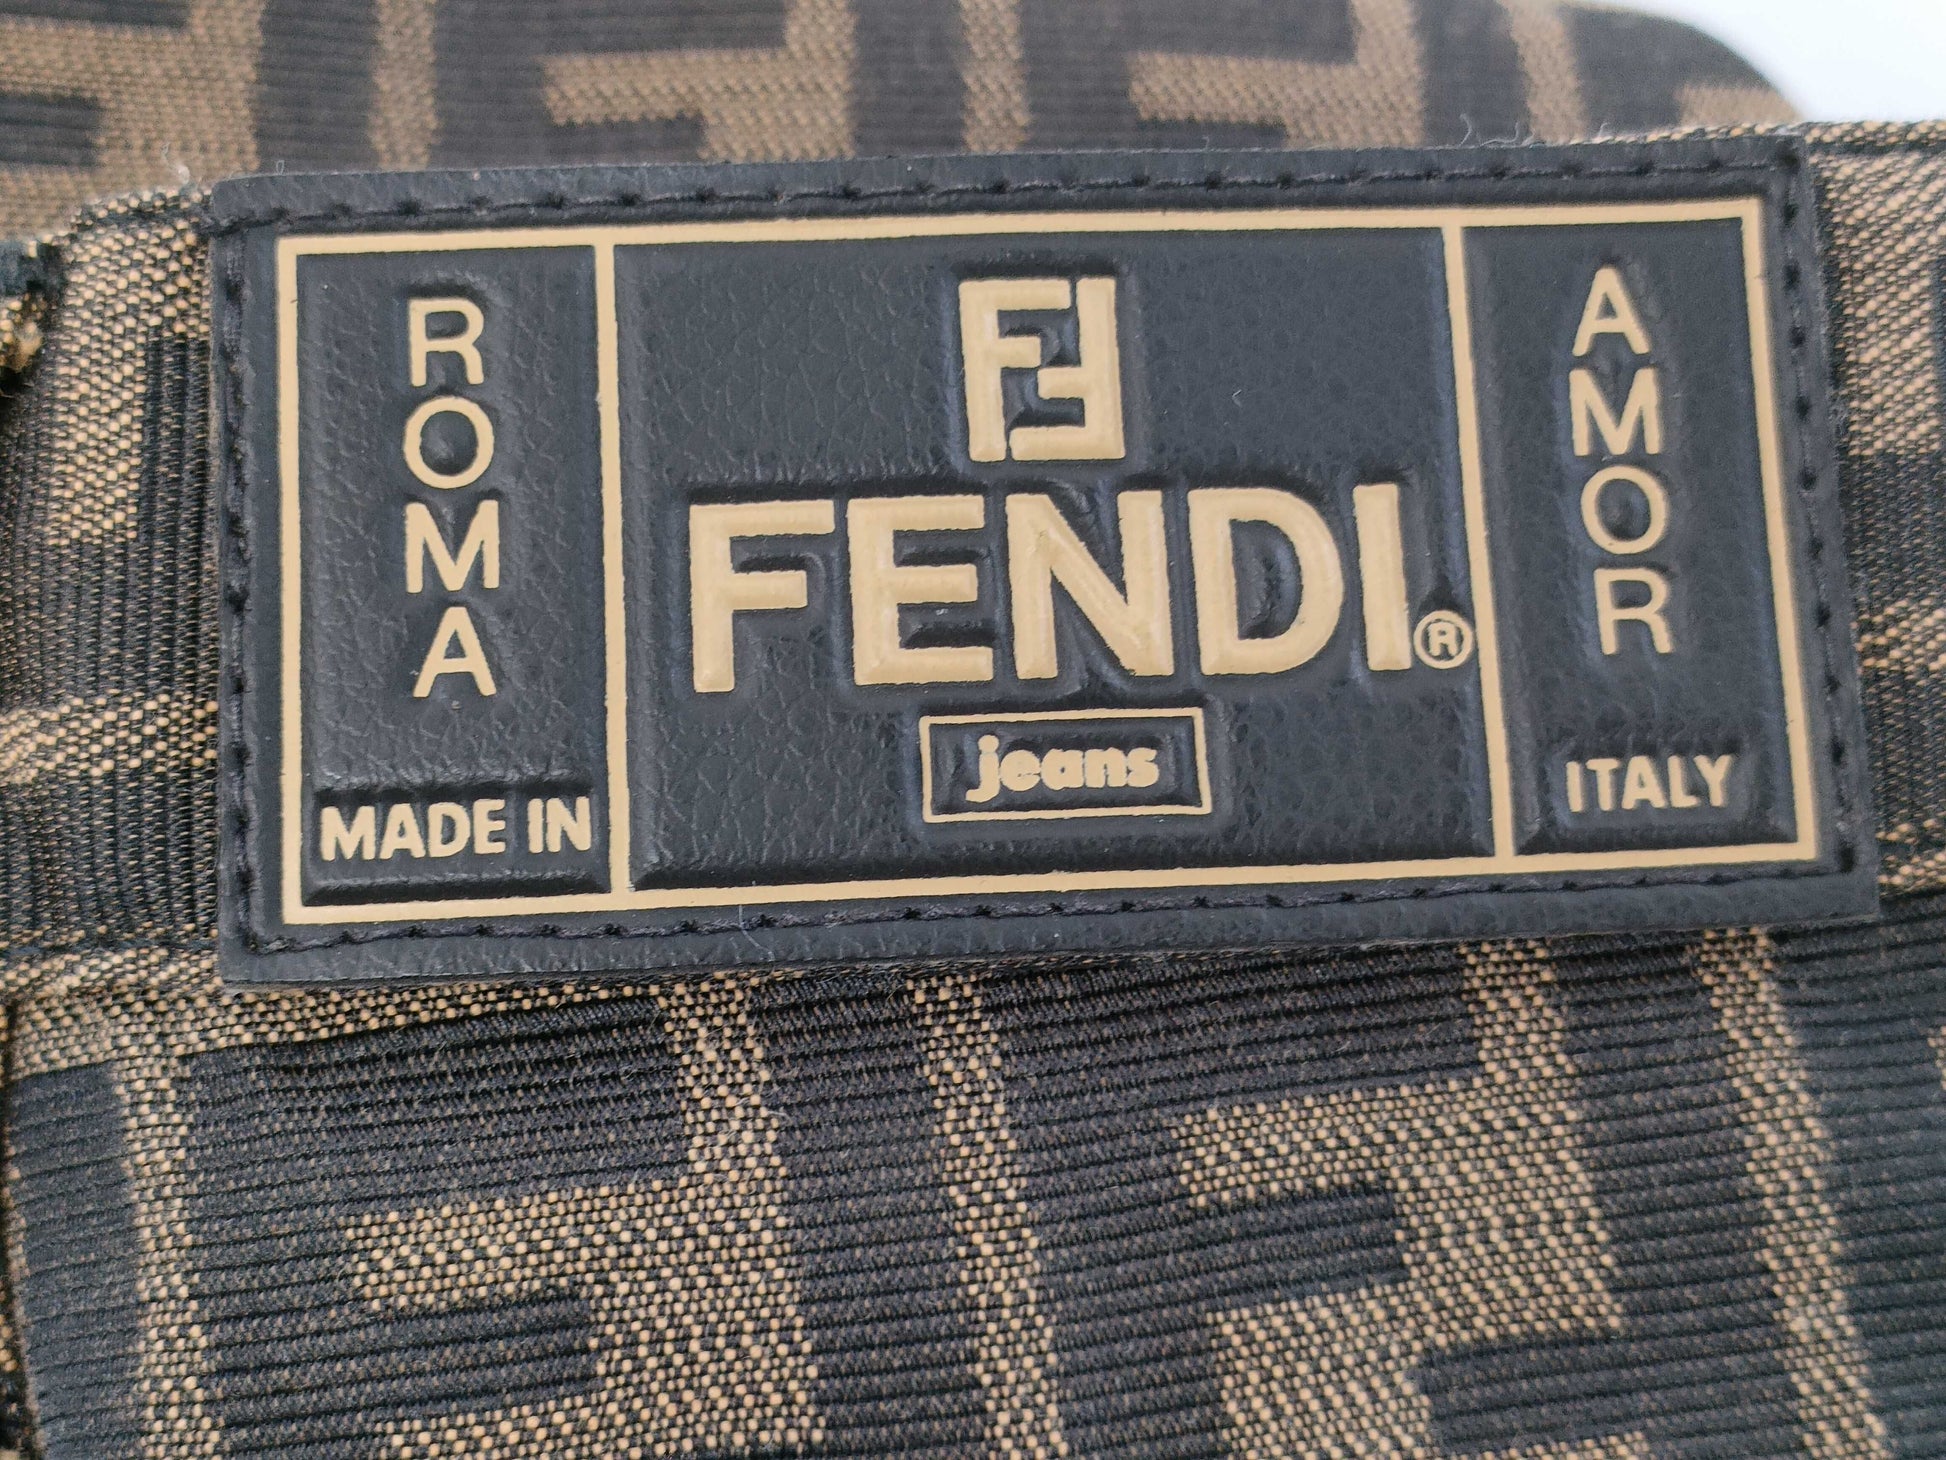 ROMA
MADE IN
FF
FENDI®
jeans
AMOR
ITALY